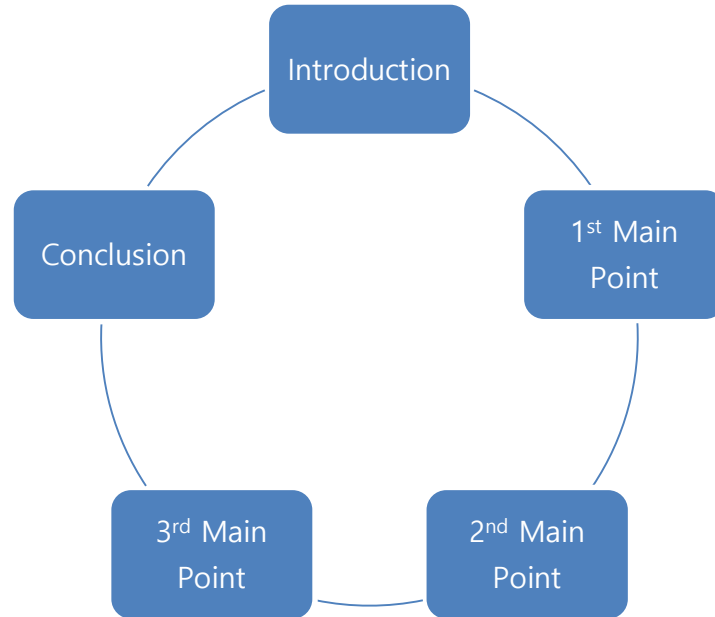 Introduction
1st Main
Point
2nd Main
Point
3rd Main
Point
Conclusion